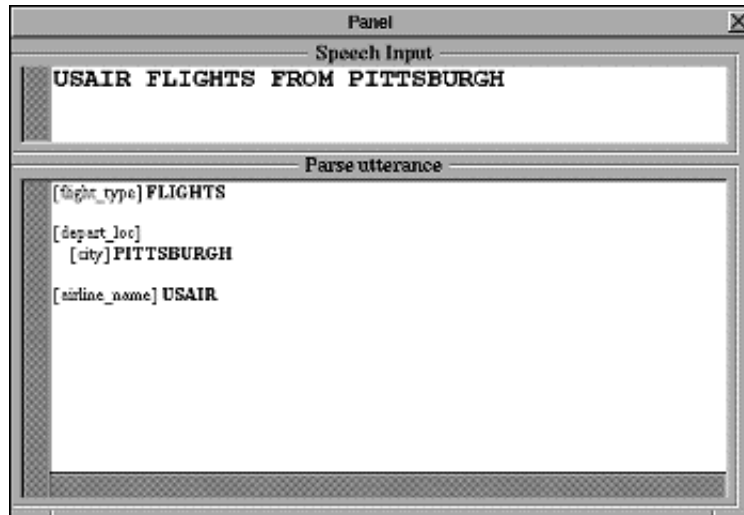 Panel
Speech Input
USAIR FLIGHTS FROM PITTSBURGH
Parse utterance
[flight_type] FLIGHTS
[depart_loc]
[city] PITTSBURGH
[airline_name] USAIR